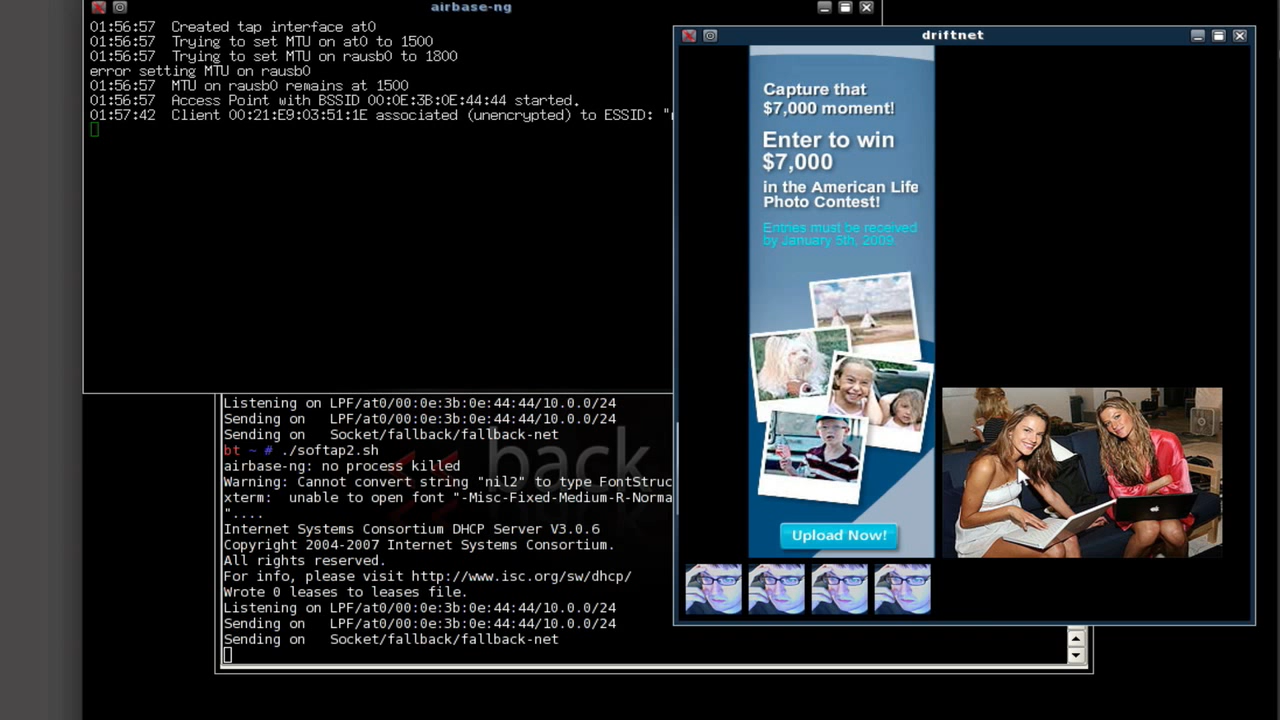 airbase-ng
01:56:57  Created tap interface at0
01:56:57  Trying to set MTU on at0 to 1500
01:56:57  Trying to set MTU on rausb0 to 1800
error setting MTU on rausb0
01:56:57  MTU on rausb0 remains at 1500
01:56:57  Access Point with BSSID 00:0E:3B:0E:44:44 started.
01:57:42  Client 00:21:E9:03:51:1E associated (unencrypted) to ESSID: "
driftnet
Capture that
$7,000 moment!
Enter to win
$7,000
in the American Life
Photo Contest!
Entries must be received
by January 5th, 2009.
Upload Now!
Listening on LPF/at0/00:0e:3b:0e:44:44/10.0.0/24
Sending on   LPF/at0/00:0e:3b:0e:44:44/10.0.0/24
Sending on   Socket/fallback/fallback-net
bt ~ # ./softap2.sh
airbase-ng: no process killed
Warning: Cannot convert string "nil2" to type FontStruc
xterm:  unable to open font "-Misc-Fixed-Medium-R-Norma
"....
Internet Systems Consortium DHCP Server V3.0.6
Copyright 2004-2007 Internet Systems Consortium.
All rights reserved.
For info, please visit http://www.isc.org/sw/dhcp/
Wrote 0 leases to leases file.
Listening on LPF/at0/00:0e:3b:0e:44:44/10.0.0/24
Sending on   LPF/at0/00:0e:3b:0e:44:44/10.0.0/24
Sending on   Socket/fallback/fallback-net
back